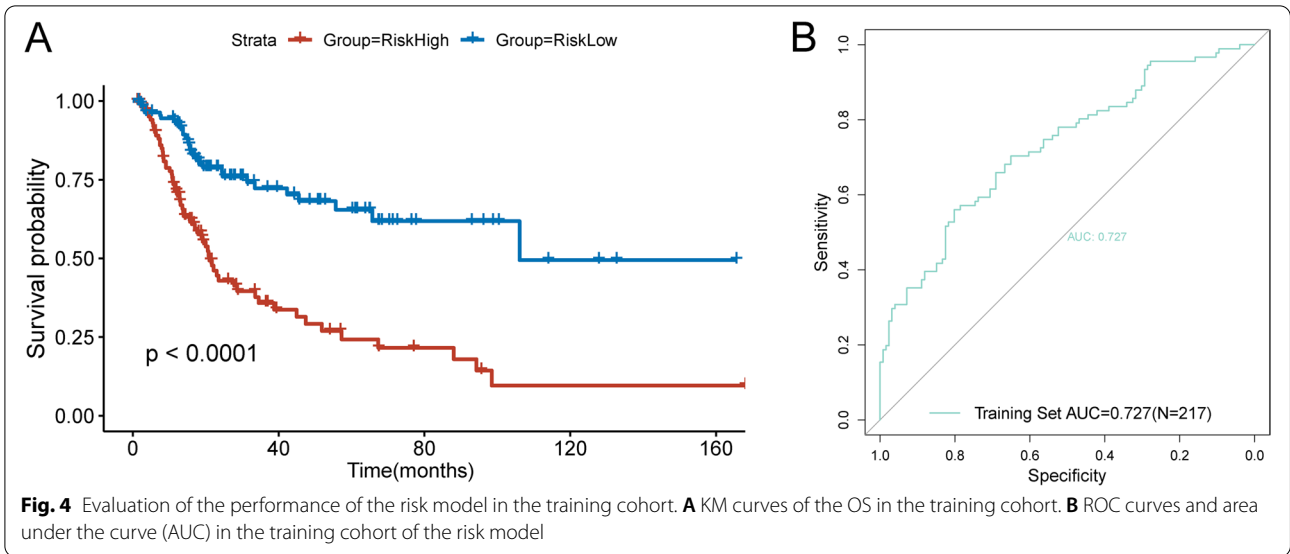 A
Strata Group=RiskHigh Group=RiskLow
Survival probability
1.00
0.75
0.50
0.25
0.00
p < 0.0001
0 40 80 120 160
Time(months)
B
Sensitivity
1.0
0.8
0.6
0.4
0.2
0.0
AUC: 0.727
Training Set AUC=0.727(N=217)
1.0 0.8 0.6 0.4 0.2 0.0
Specificity
Fig. 4 Evaluation of the performance of the risk model in the training cohort. A KM curves of the OS in the training cohort. B ROC curves and area
under the curve (AUC) in the training cohort of the risk model